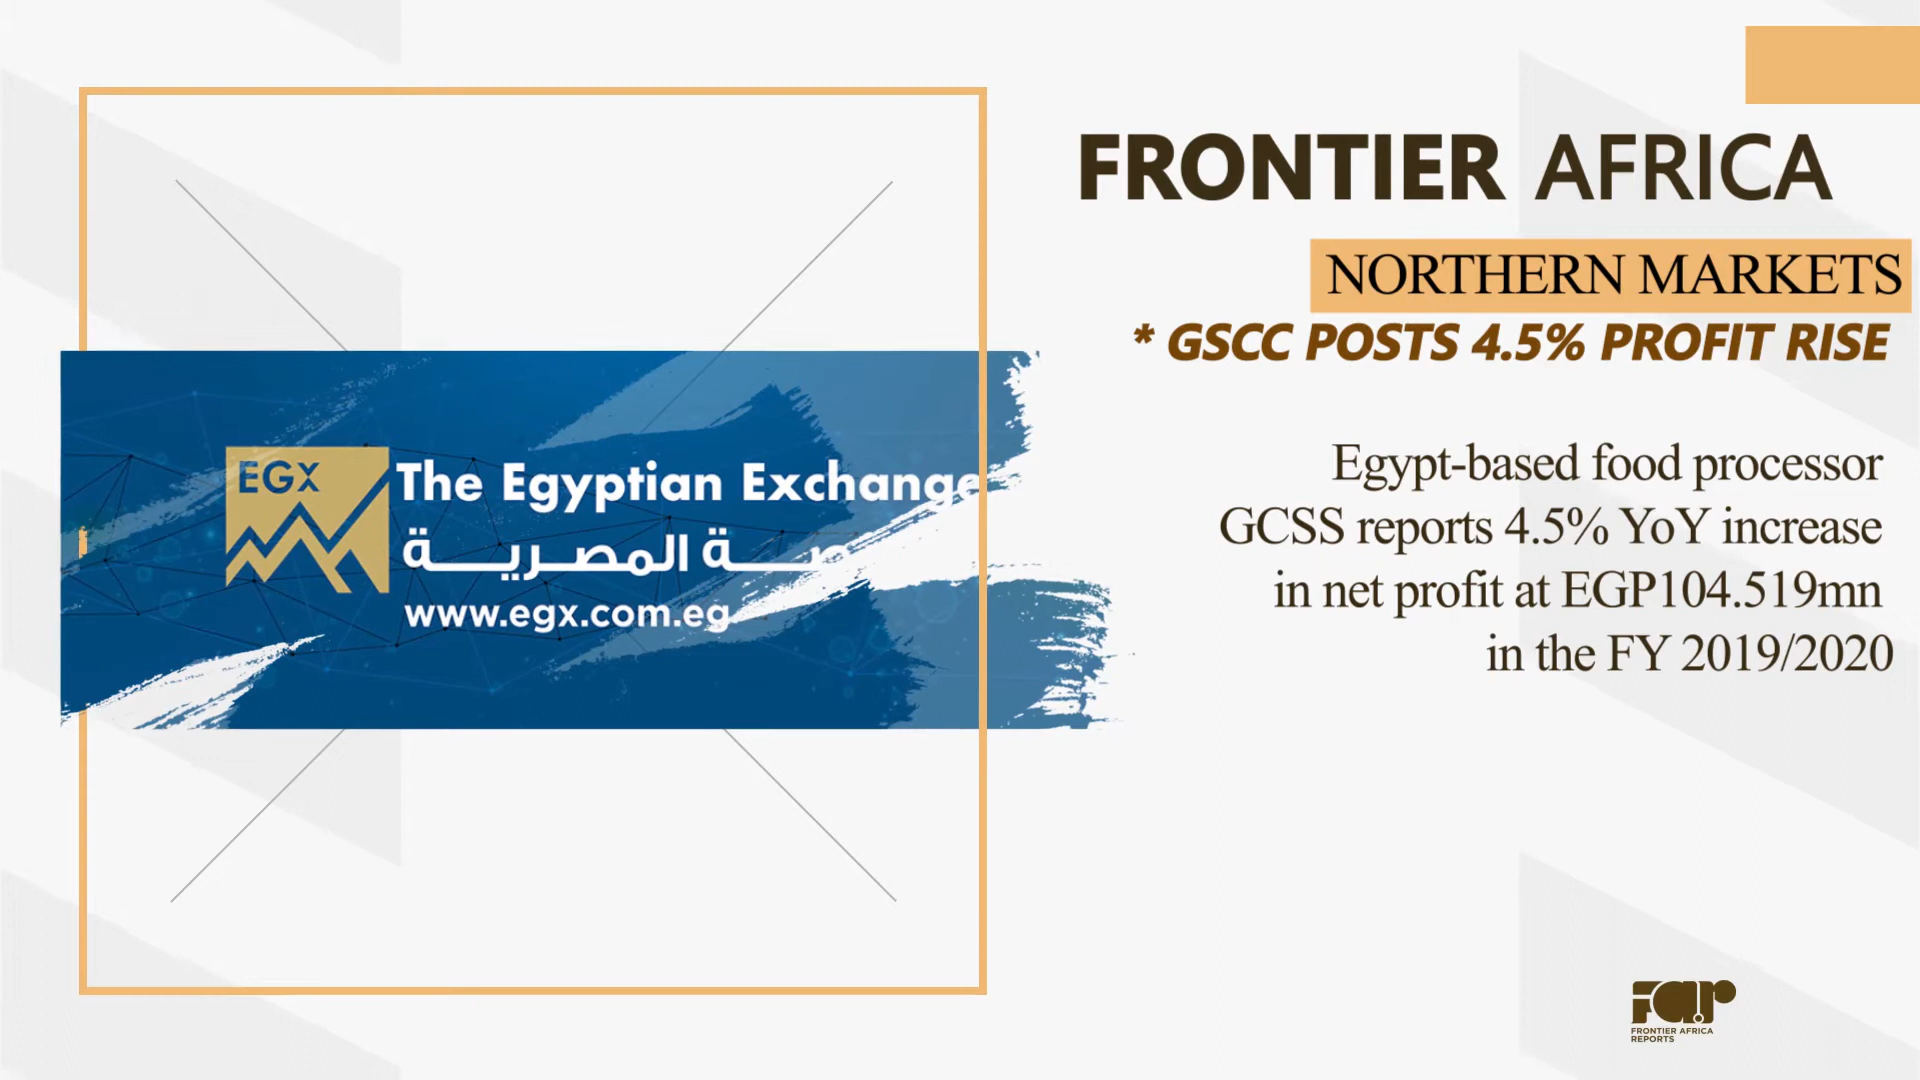 FRONTIER AFRICA
NORTHERN MARKETS
* GSCC POSTS 4.5% PROFIT RISE
Egypt-based food processor
GCSS reports 4.5% YoY increase
in net profit at EGP104.519mn
in the FY 2019/2020
EGX
The Egyptian Exchange
المصرية
www.egx.com.eg
far
FRONTIER AFRICA
REPORTS